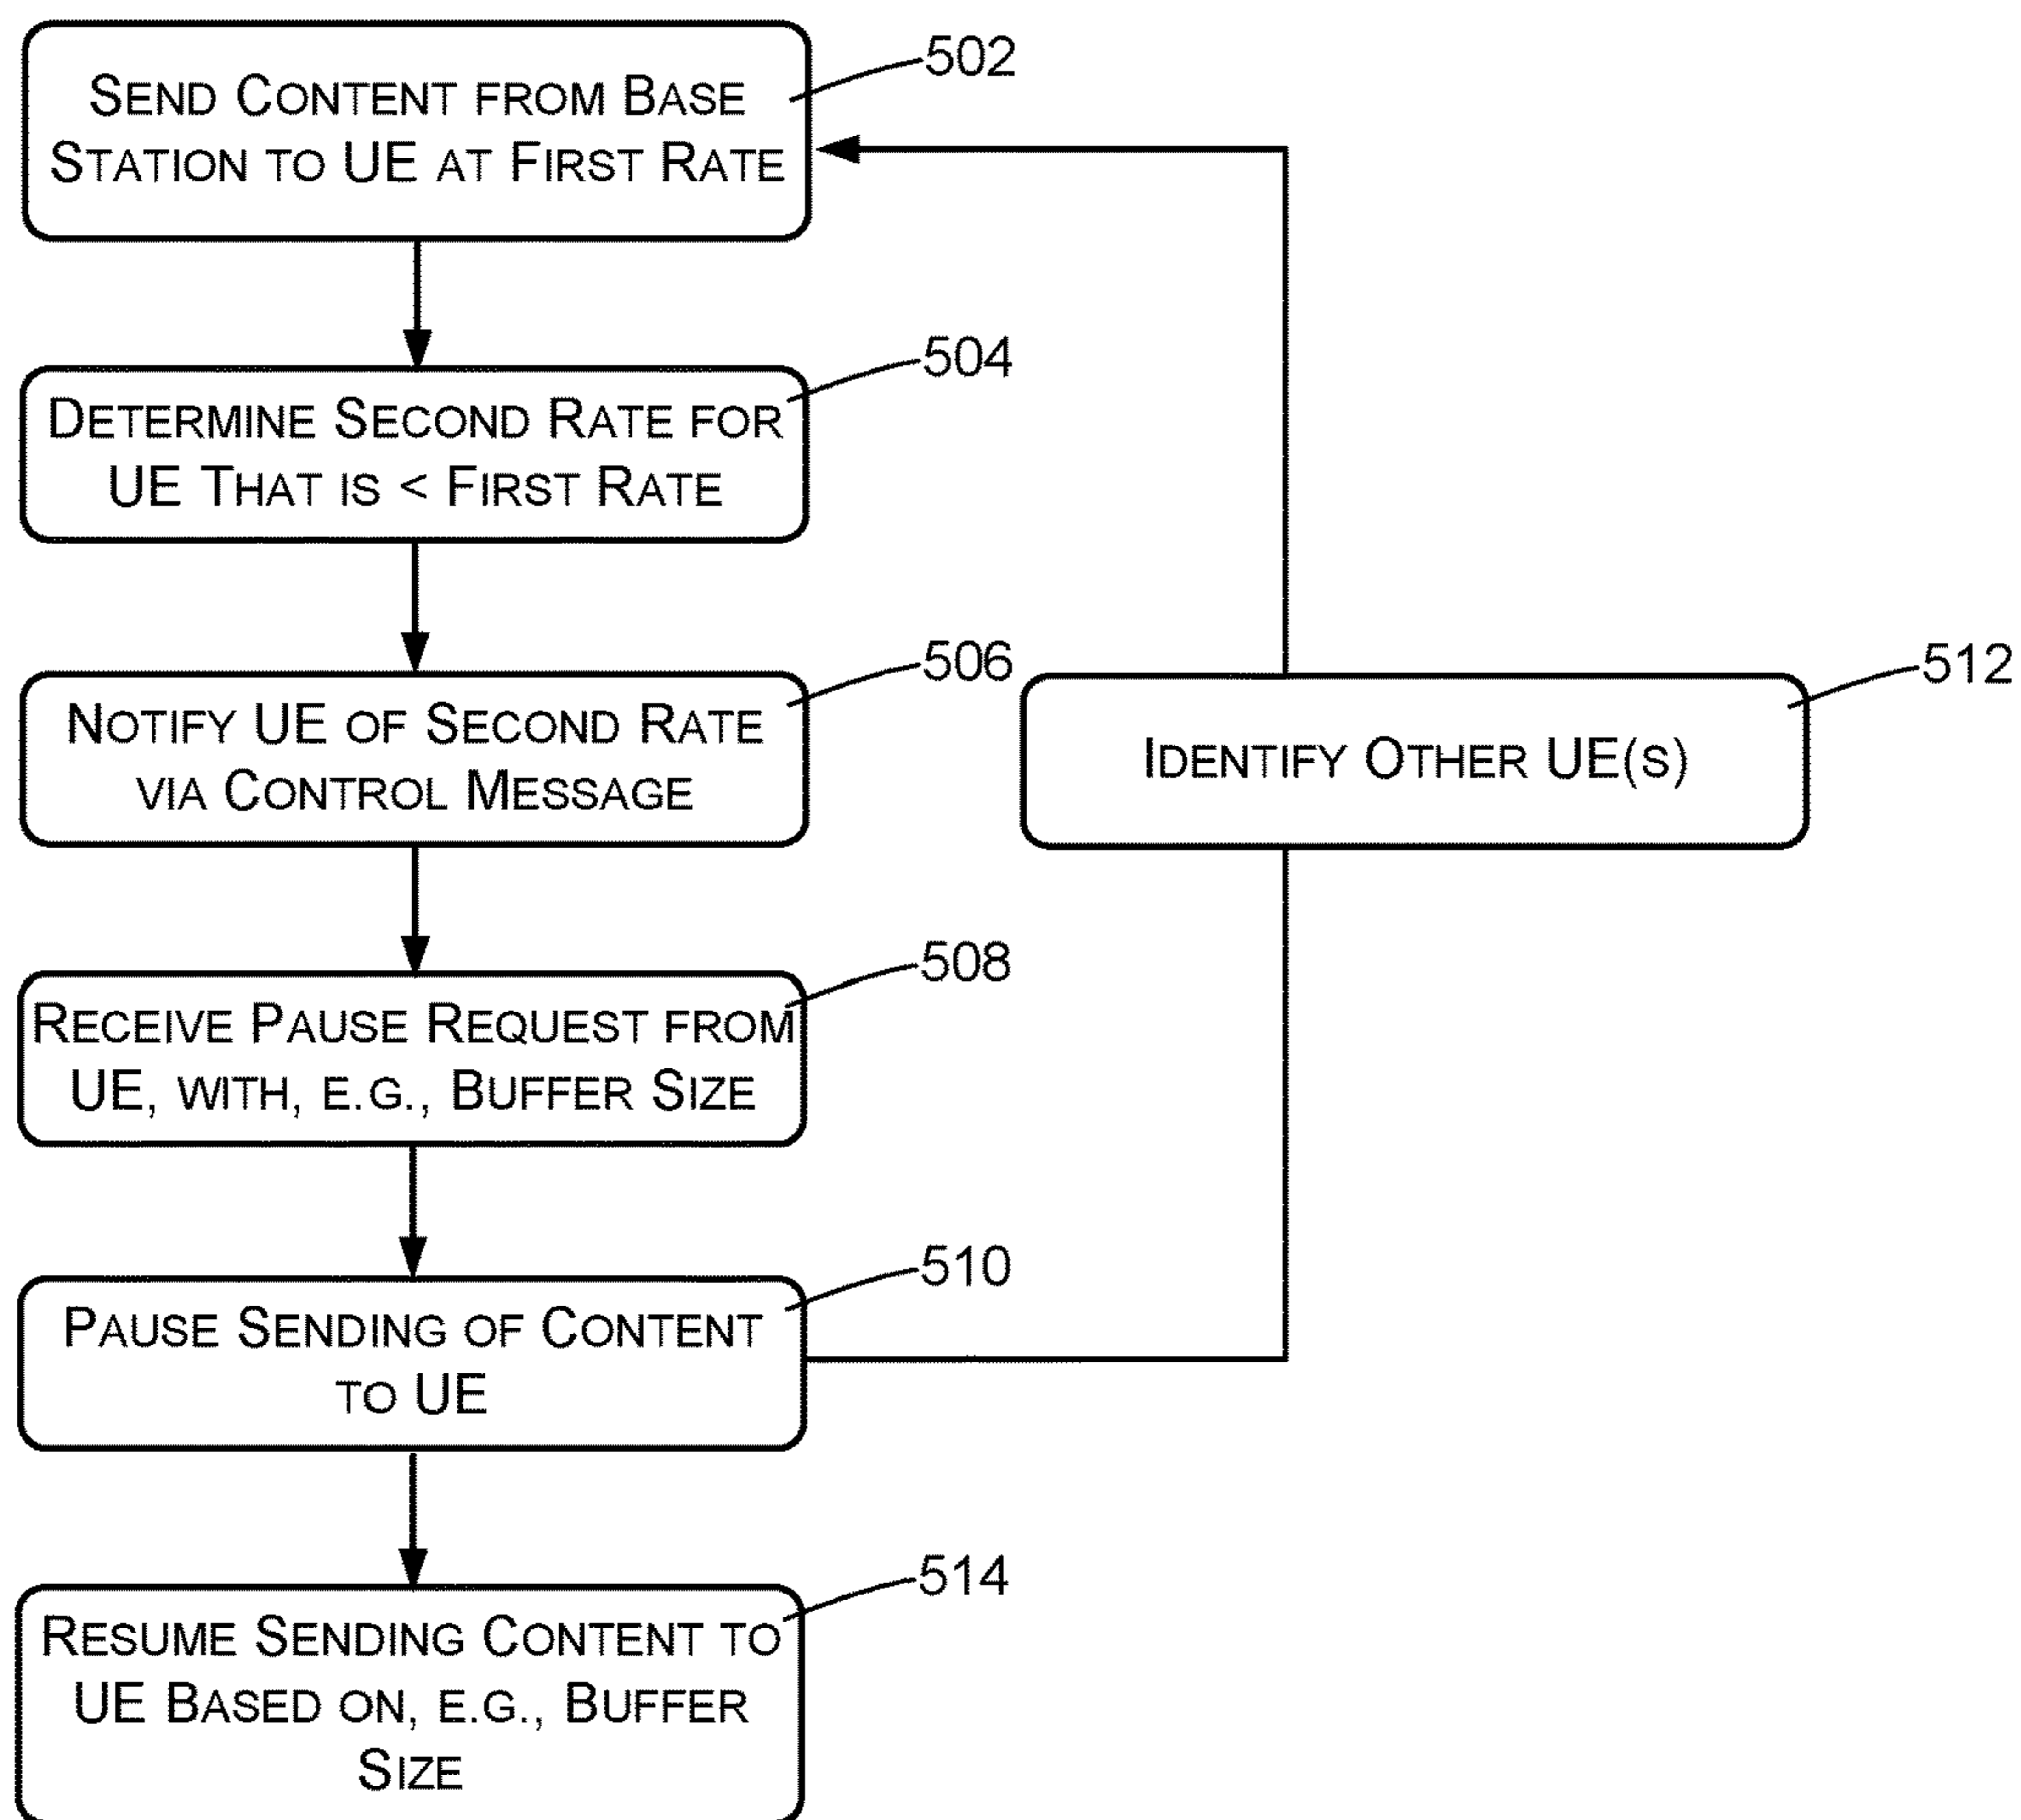 502
SEND CONTENT FROM BASE
STATION TO UE AT FIRST RATE
504
DETERMINE SECOND RATE FOR
UE THAT IS < FIRST RATE
506
NOTIFY UE OF SECOND RATE
VIA CONTROL MESSAGE
512
IDENTIFY OTHER UE(S)
508
RECEIVE PAUSE REQUEST FROM
UE, WITH, E.G., BUFFER SIZE
510
PAUSE SENDING OF CONTENT
TO UE
514
RESUME SENDING CONTENT TO
UE BASED ON, E.G., BUFFER
SIZE